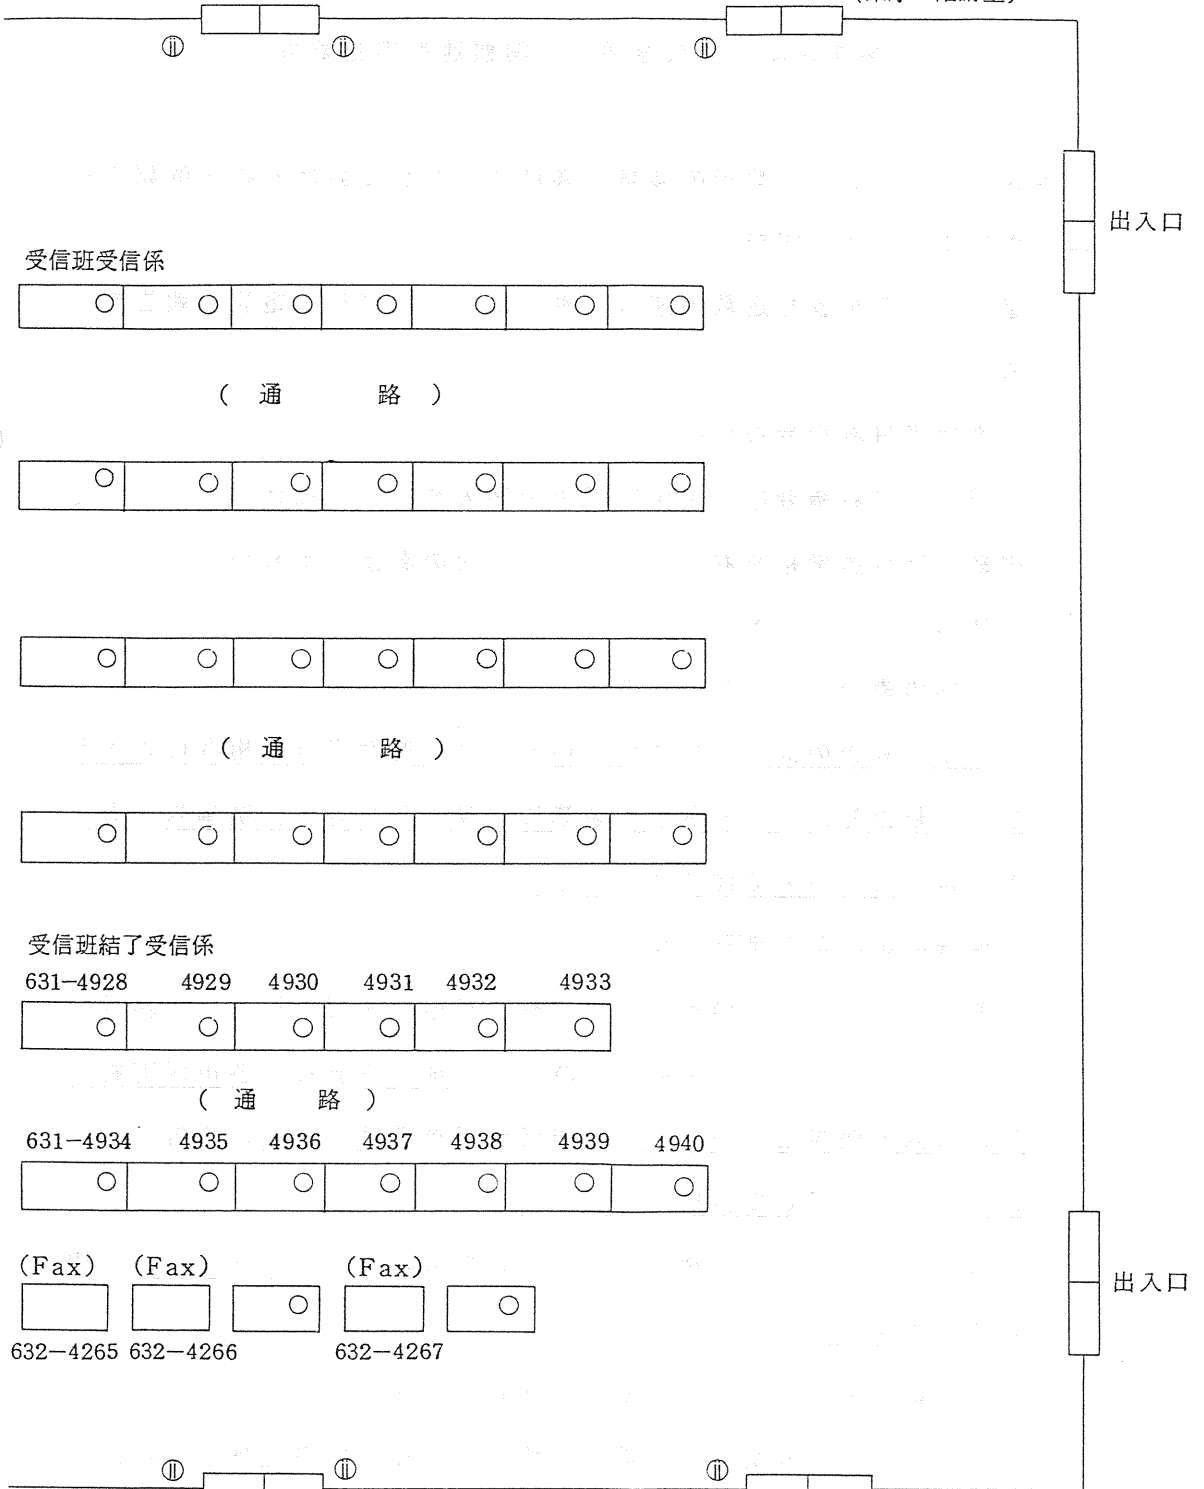 出入口
受信班受信係
( 通 路 )
( 通 路 )
受信班結了受信係
631-4928 4929 4930 4931 4932 4933
( 通 路 )
631-4934 4935 4936 4937 4938 4939 4940
(Fax) (Fax) (Fax)
出入口
632-4265 632-4266 632-4267